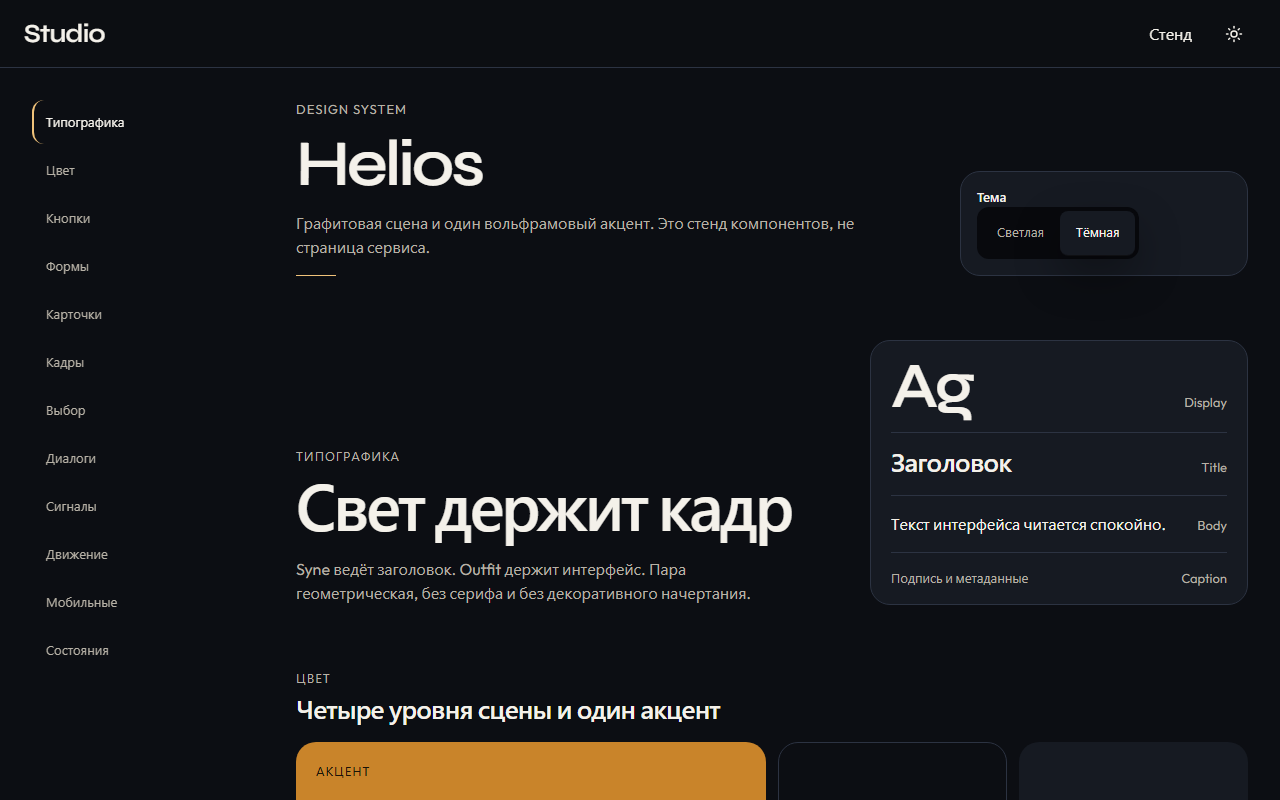 Studio
Стенд
Типографика
Цвет
Кнопки
Формы
Карточки
Кадры
Выбор
Диалоги
Сигналы
Движение
Мобильные
Состояния
DESIGN SYSTEM
Helios
Графитовая сцена и один вольфрамовый акцент. Это стенд компонентов, не
страница сервиса.
Тема
Светлая
Тёмная
ТИПОГРАФИКА
Свет держит кадр
Syne ведёт заголовок. Outfit держит интерфейс. Пара
геометрическая, без серифа и без декоративного начертания.
Ag
Display
Заголовок
Title
Текст интерфейса читается спокойно.
Body
Подпись и метаданные
Caption
ЦВЕТ
Четыре уровня сцены и один акцент
АКЦЕНТ